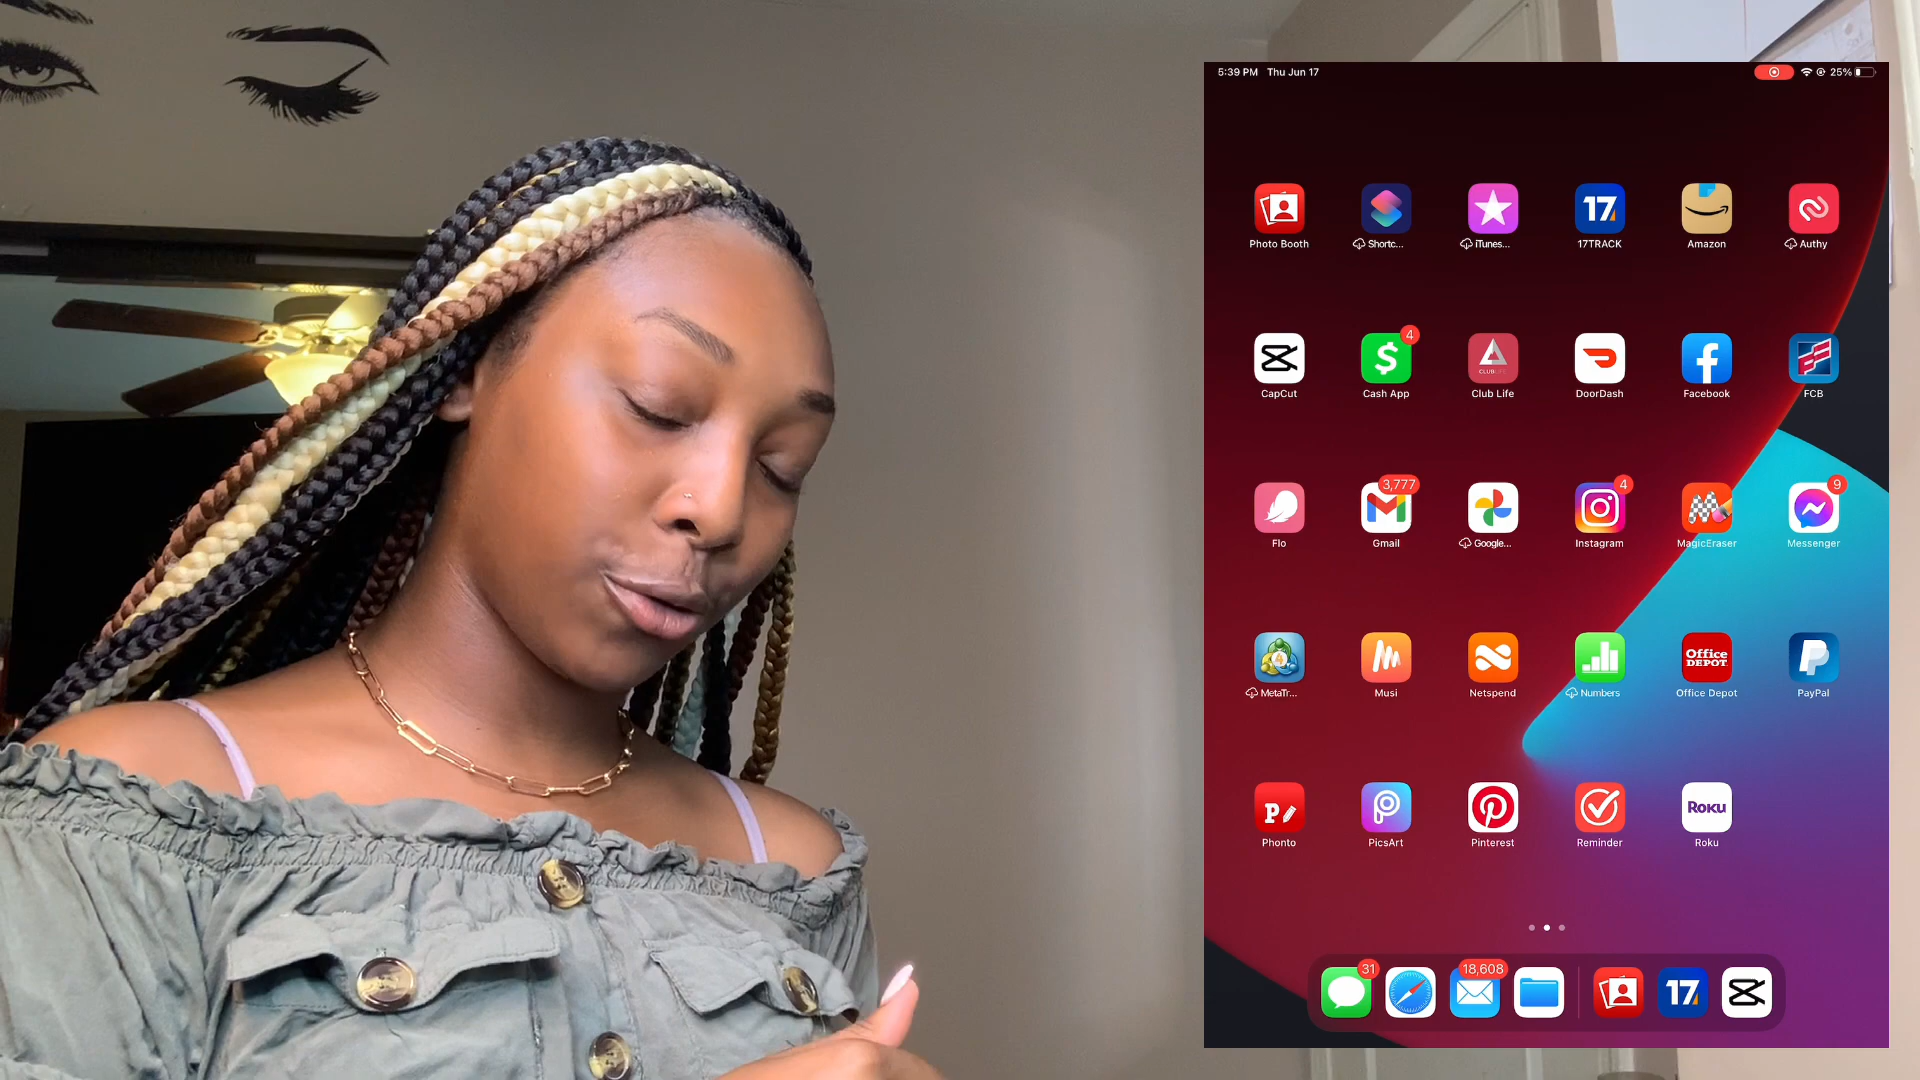 5:39 PM Thu Jun 17 25%
Photo Booth Shortc... iTunes... 17 17TRACK Amazon Authy
4 CLUBLIFE
CapCut Cash App Club Life DoorDash Facebook FCB
3,777 4 9
Flo Gmail Google... Instagram MagicEraser Messenger
4 Office DEPOT
MetaTr... Musi Netspend Numbers Office Depot PayPal
P Roku
Phonto PicsArt Pinterest Reminder Roku
31 18,608 17